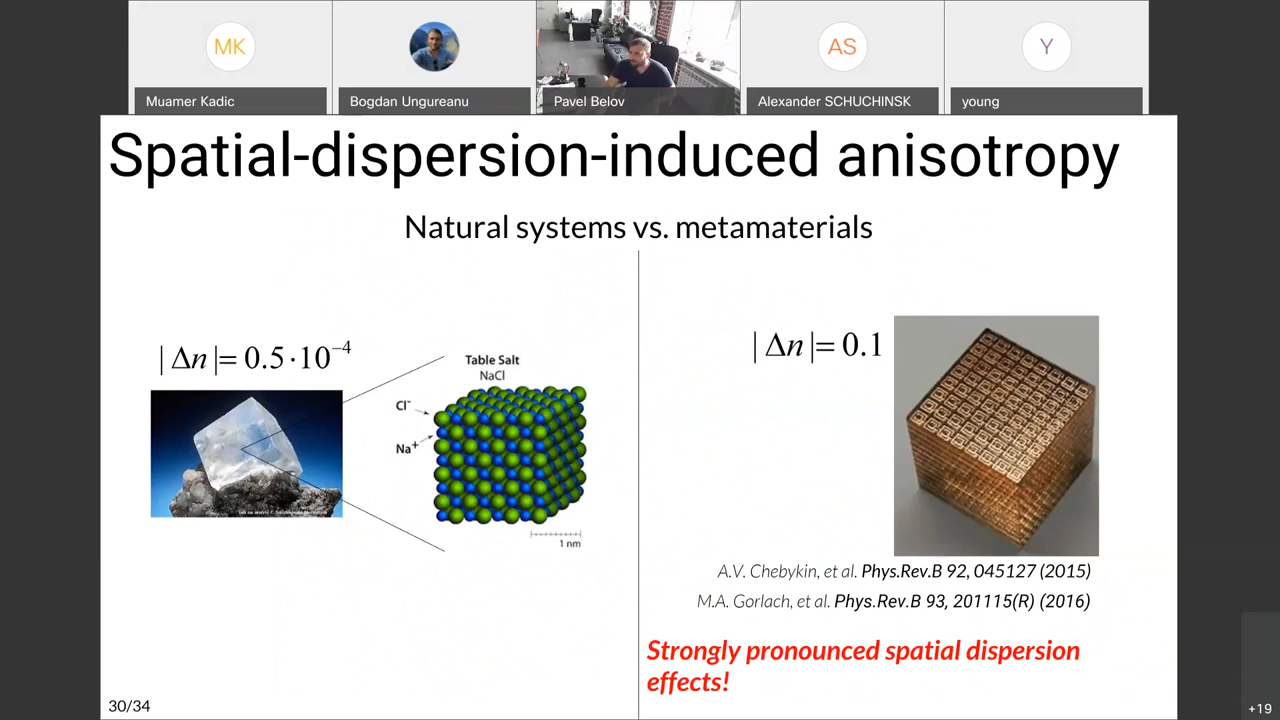 MK
AS
Y
Muamer Kadic
Bogdan Ungureanu
Pavel Belov
Alexander SCHUCHINSK
young
Spatial-dispersion-induced anisotropy
Natural systems vs. metamaterials
| Δn |= 0.5·10⁻⁴
Table Salt
NaCl
Cl⁻
Na⁺
1 nm
| Δn |= 0.1
A.V. Chebykin, et al. Phys.Rev.B 92, 045127 (2015)
M.A. Gorlach, et al. Phys.Rev.B 93, 201115(R) (2016)
Strongly pronounced spatial dispersion
effects!
30/34
+19